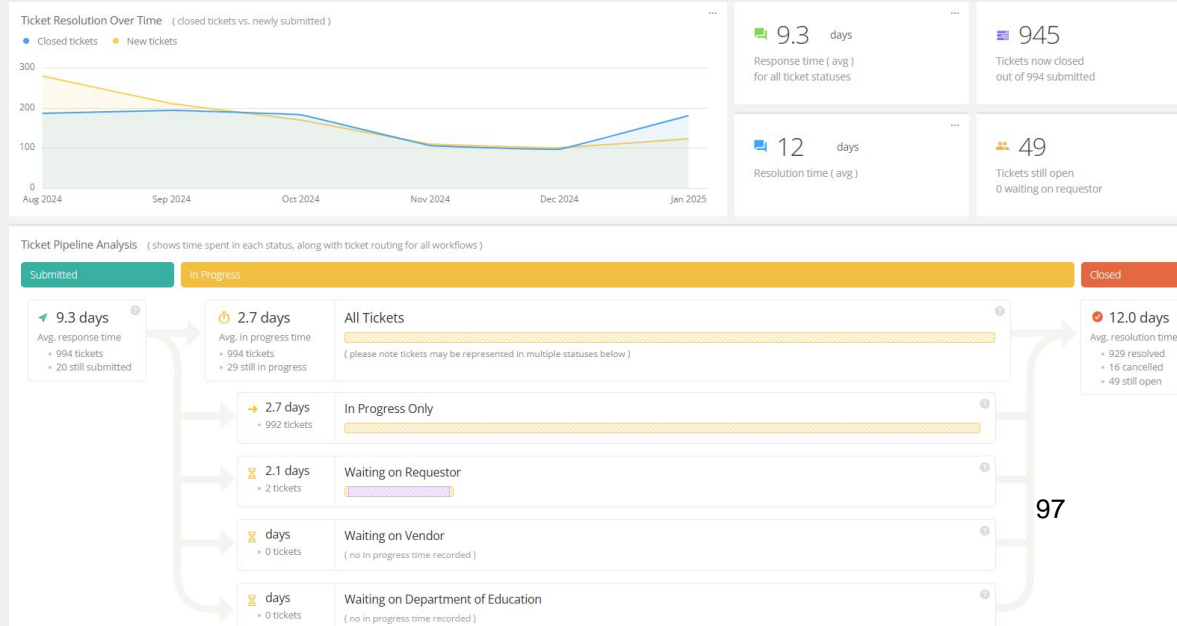 Ticket Resolution Over Time ( closed tickets vs. newly submitted )
...
Closed tickets New tickets
300
200
100
0
Aug 2024 Sep 2024 Oct 2024 Nov 2024 Dec 2024 Jan 2025
...
9.3 days
Response time ( avg )
for all ticket statuses
945
Tickets now closed
out of 994 submitted
...
12 days
Resolution time ( avg )
49
Tickets still open
0 waiting on requestor
Ticket Pipeline Analysis ( shows time spent in each status, along with ticket routing for all workflows )
Submitted
In Progress
Closed
9.3 days
Avg. response time
994 tickets
20 still submitted
2.7 days
Avg. in progress time
994 tickets
29 still in progress
All Tickets
( please note tickets may be represented in multiple statuses below )
12.0 days
Avg. resolution time
929 resolved
16 cancelled
49 still open
2.7 days
992 tickets
In Progress Only
2.1 days
2 tickets
Waiting on Requestor
97
days
0 tickets
Waiting on Vendor
( no in progress time recorded )
days
0 tickets
Waiting on Department of Education
( no in progress time recorded )